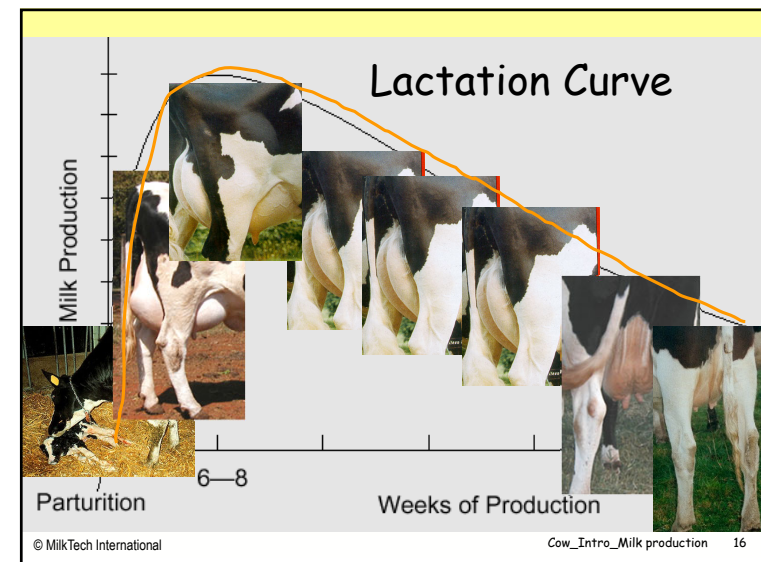 Lactation Curve
Milk Production
6—8
Parturition
Weeks of Production
© MilkTech International
Cow_Intro_Milk production 16